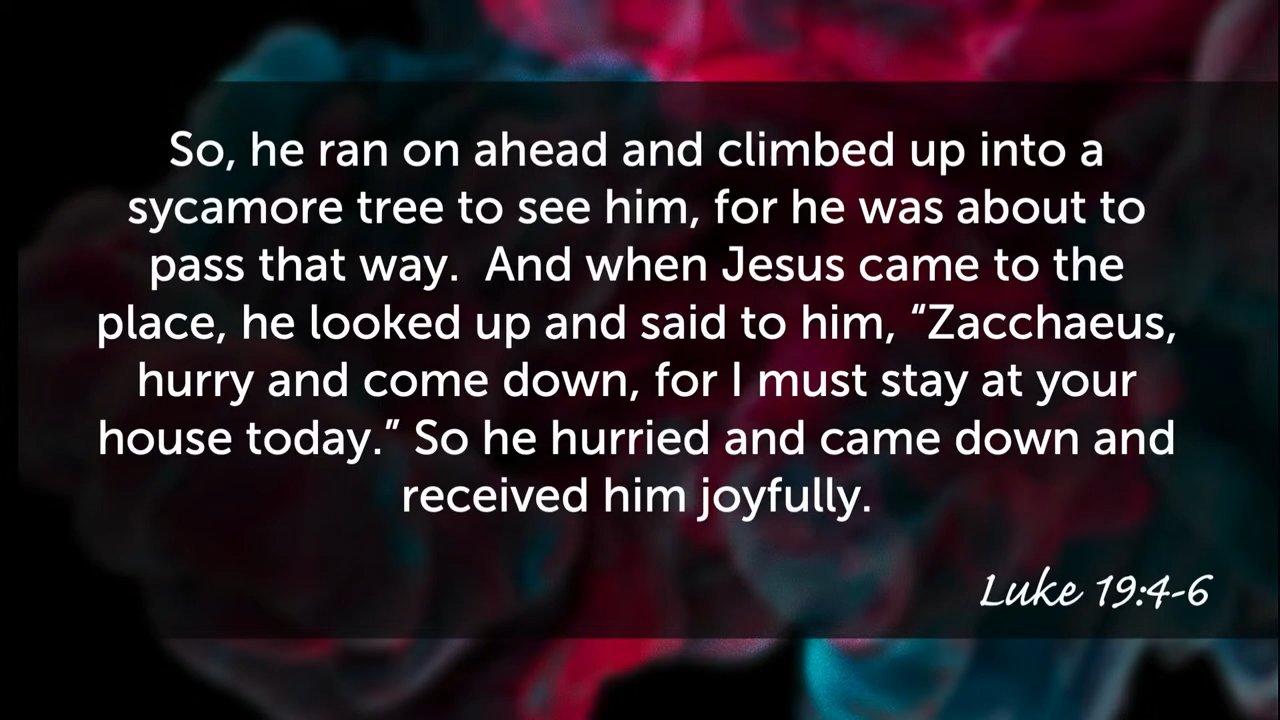 So, he ran on ahead and climbed up into a
sycamore tree to see him, for he was about to
pass that way.  And when Jesus came to the
place, he looked up and said to him, “Zacchaeus,
hurry and come down, for I must stay at your
house today.” So he hurried and came down and
received him joyfully.
Luke 19:4-6